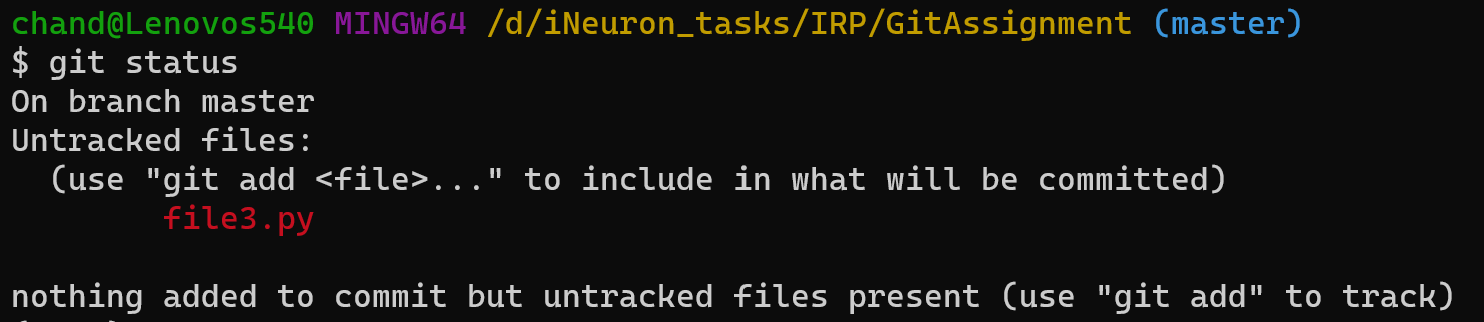 chand@Lenovos540 MINGW64 /d/iNeuron_tasks/IRP/GitAssignment (master)
$ git status
On branch master
Untracked files:
  (use "git add <file>..." to include in what will be committed)
        file3.py

nothing added to commit but untracked files present (use "git add" to track)